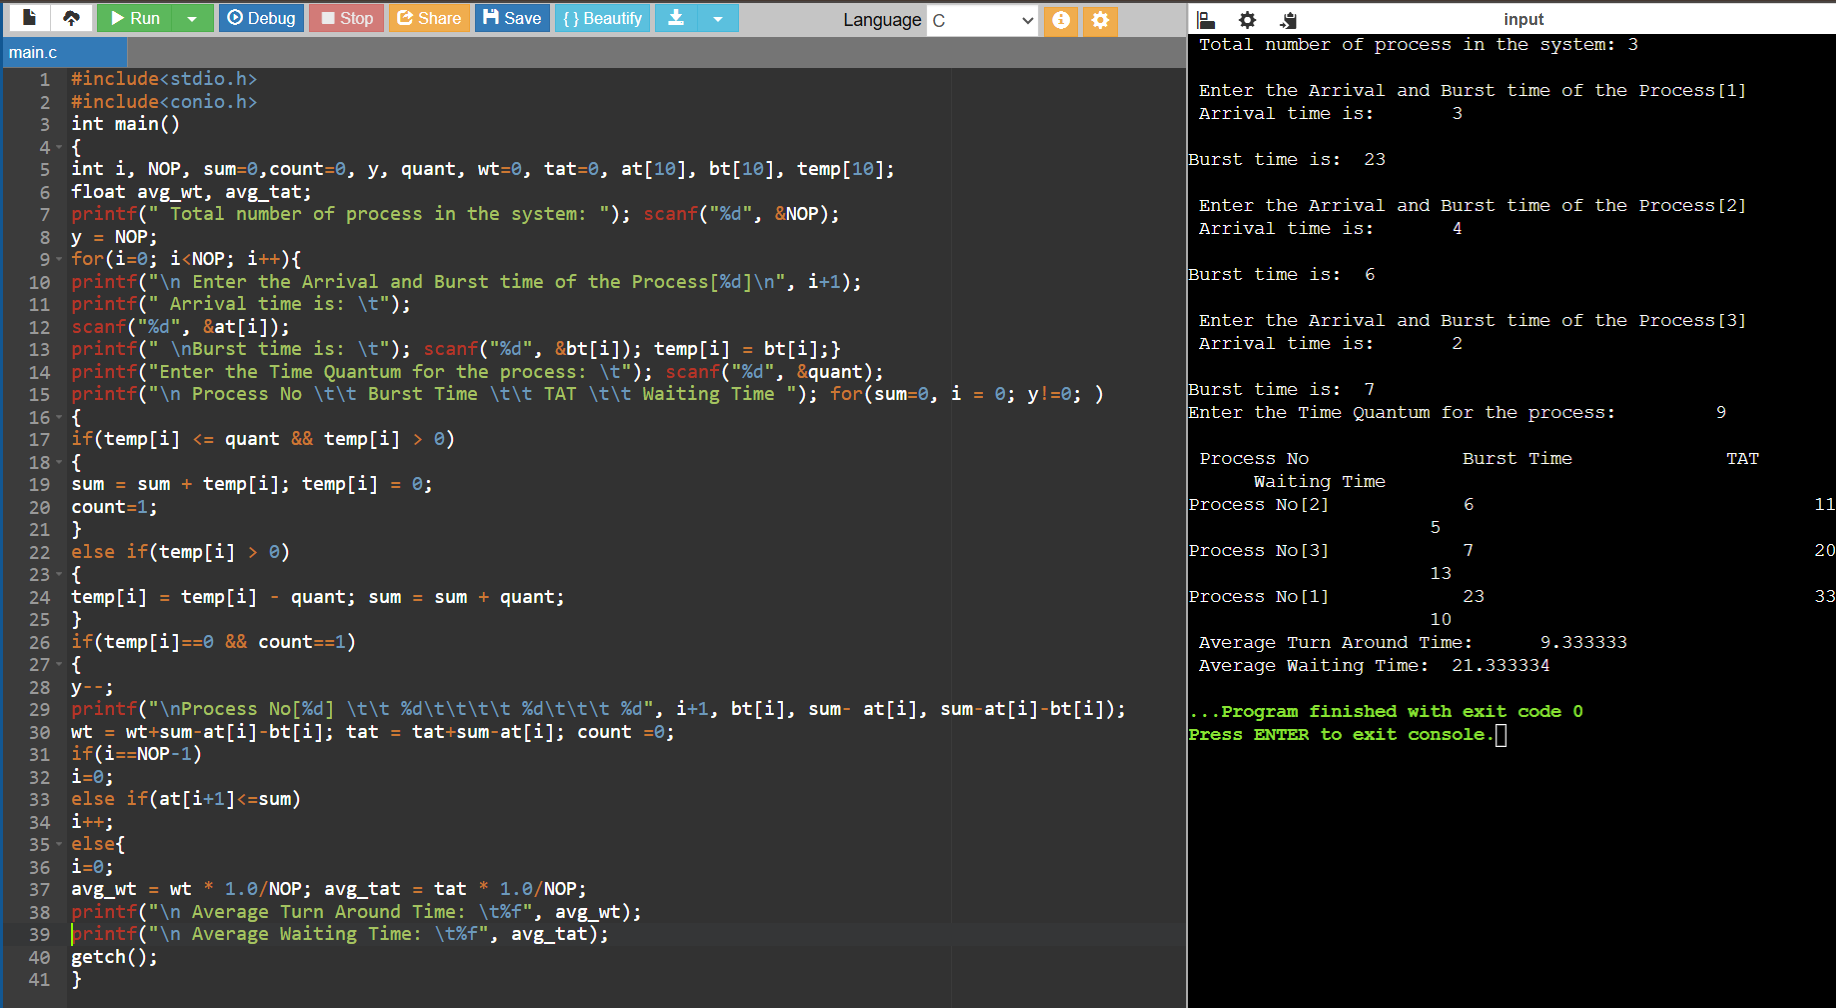 Run Debug Stop Share Save { } Beautify Language C
main.c
1 #include<stdio.h>
2 #include<conio.h>
3 int main()
4 {
5 int i, NOP, sum=0,count=0, y, quant, wt=0, tat=0, at[10], bt[10], temp[10];
6 float avg_wt, avg_tat;
7 printf(" Total number of process in the system: "); scanf("%d", &NOP);
8 y = NOP;
9 for(i=0; i<NOP; i++){
10 printf("\n Enter the Arrival and Burst time of the Process[%d]\n", i+1);
11 printf(" Arrival time is: \t");
12 scanf("%d", &at[i]);
13 printf(" \nBurst time is: \t"); scanf("%d", &bt[i]); temp[i] = bt[i];}
14 printf("Enter the Time Quantum for the process: \t"); scanf("%d", &quant);
15 printf("\n Process No \t\t Burst Time \t\t TAT \t\t Waiting Time "); for(sum=0, i = 0; y!=0; )
16 {
17 if(temp[i] <= quant && temp[i] > 0)
18 {
19 sum = sum + temp[i]; temp[i] = 0;
20 count=1;
21 }
22 else if(temp[i] > 0)
23 {
24 temp[i] = temp[i] - quant; sum = sum + quant;
25 }
26 if(temp[i]==0 && count==1)
27 {
28 y--;
29 printf("\nProcess No[%d] \t\t %d\t\t\t\t %d\t\t\t %d", i+1, bt[i], sum- at[i], sum-at[i]-bt[i]);
30 wt = wt+sum-at[i]-bt[i]; tat = tat+sum-at[i]; count =0;
31 if(i==NOP-1)
32 i=0;
33 else if(at[i+1]<=sum)
34 i++;
35 else{
36 i=0;
37 avg_wt = wt * 1.0/NOP; avg_tat = tat * 1.0/NOP;
38 printf("\n Average Turn Around Time: \t%f", avg_wt);
39 printf("\n Average Waiting Time: \t%f", avg_tat);
40 getch();
41 }
input
Total number of process in the system: 3
Enter the Arrival and Burst time of the Process[1]
Arrival time is: 3
Burst time is: 23
Enter the Arrival and Burst time of the Process[2]
Arrival time is: 4
Burst time is: 6
Enter the Arrival and Burst time of the Process[3]
Arrival time is: 2
Burst time is: 7
Enter the Time Quantum for the process: 9
Process No Burst Time TAT
Waiting Time
Process No[2] 6 11
5
Process No[3] 7 20
13
Process No[1] 23 33
10
Average Turn Around Time: 9.333333
Average Waiting Time: 21.333334
...Program finished with exit code 0
Press ENTER to exit console.